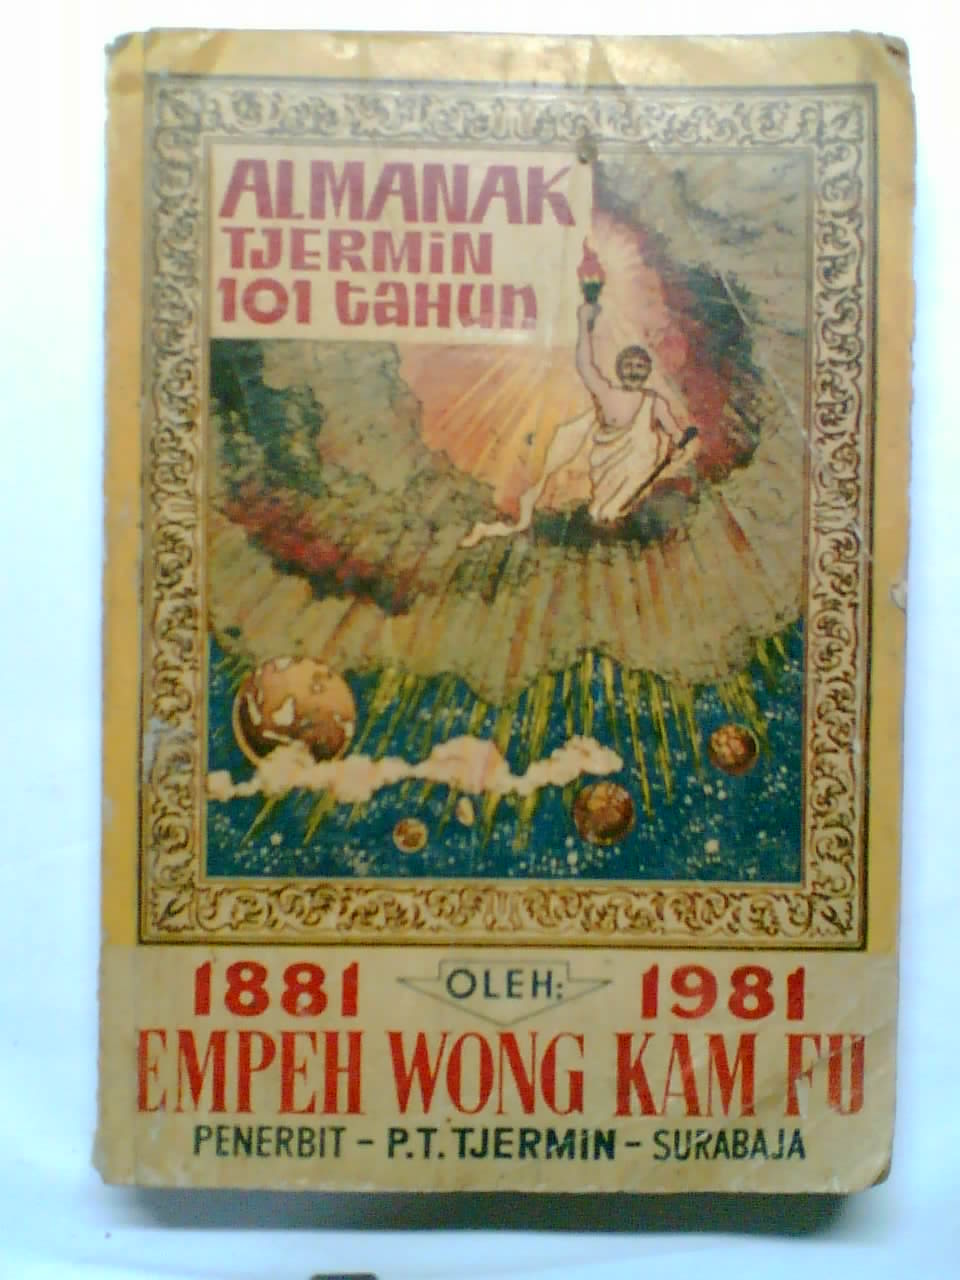 ALMANAK
TJERMiN
101 taHun
1881 OLEH: 1981
EMPEH WONG KAM FU
PENERBIT - P.T. TJERMiN - SURABAJA